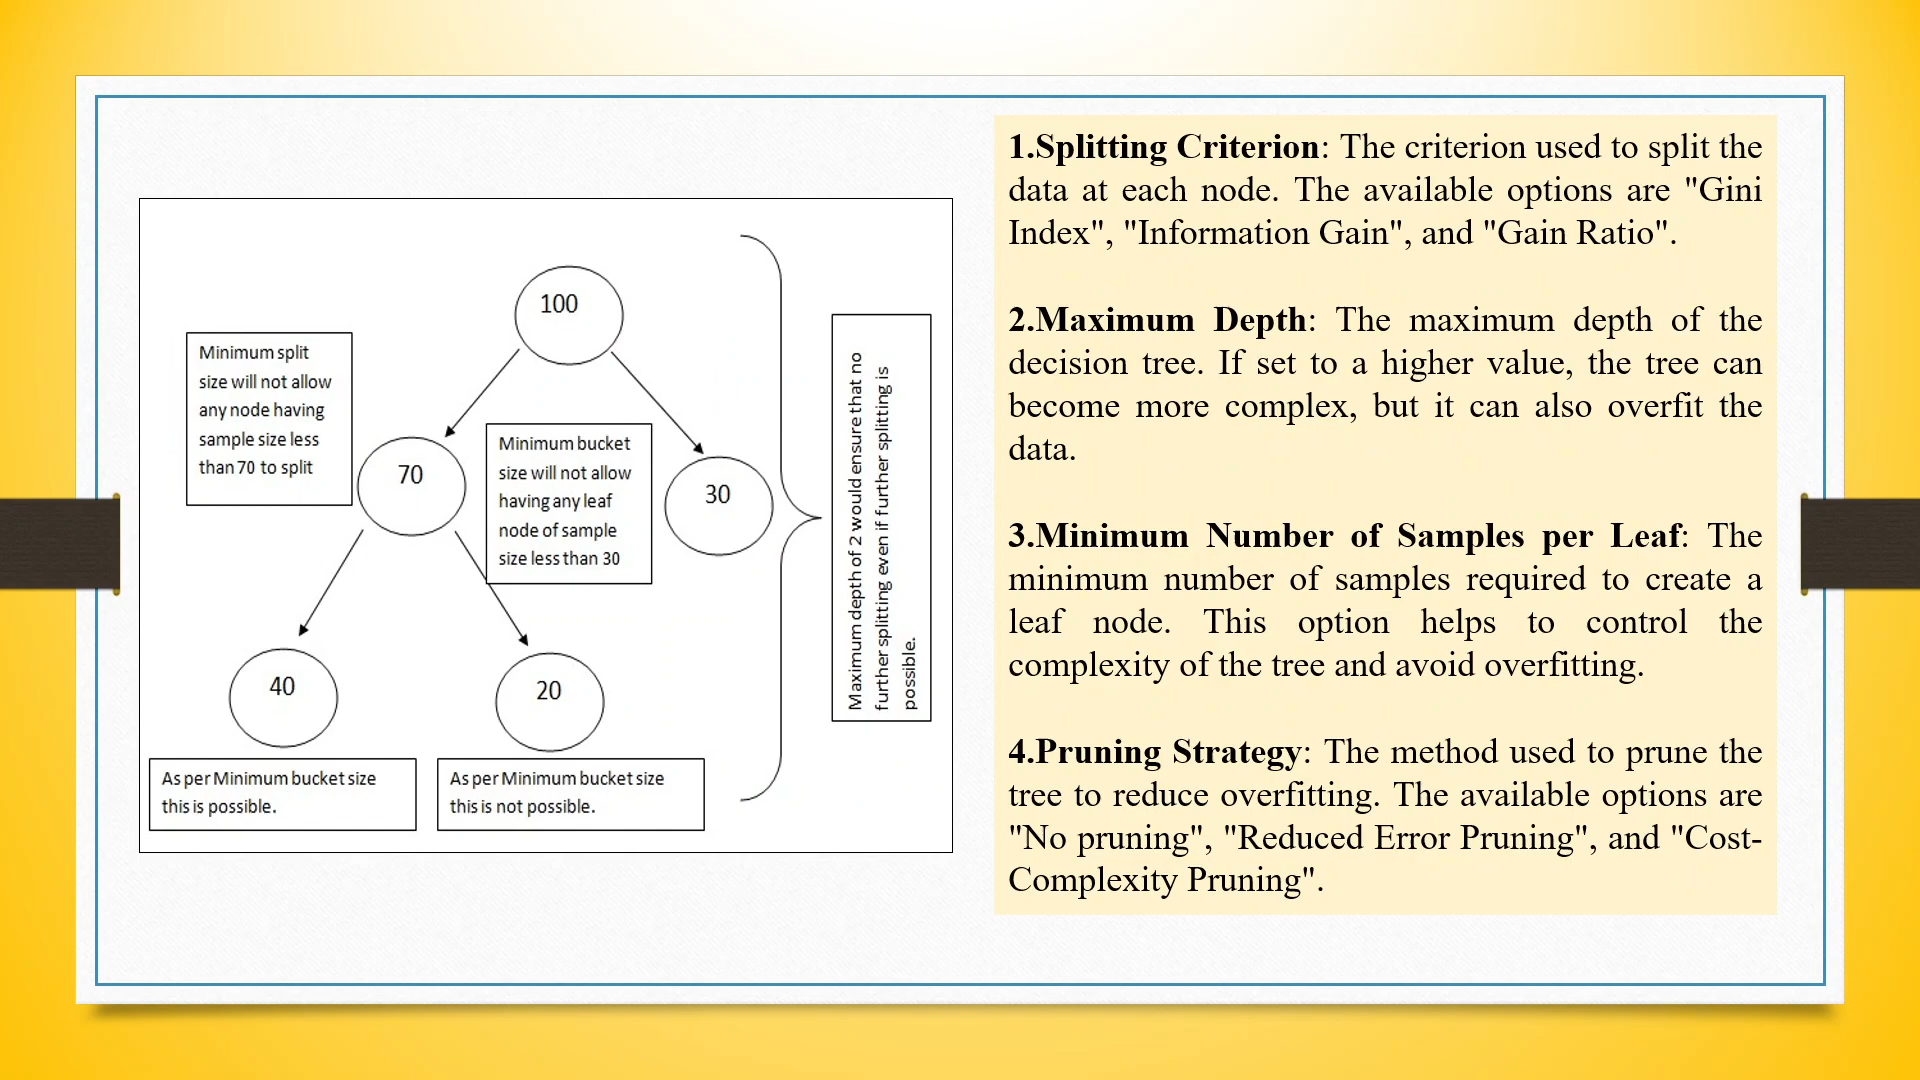 100
Minimum split
size will not allow
any node having
sample size less
than 70 to split
70
Minimum bucket
size will not allow
having any leaf
node of sample
size less than 30
30
40
20
As per Minimum bucket size
this is possible.
As per Minimum bucket size
this is not possible.
Maximum depth of 2 would ensure that no
further splitting even if further splitting is
possible.
1.Splitting Criterion: The criterion used to split the
data at each node. The available options are "Gini
Index", "Information Gain", and "Gain Ratio".
2.Maximum Depth: The maximum depth of the
decision tree. If set to a higher value, the tree can
become more complex, but it can also overfit the
data.
3.Minimum Number of Samples per Leaf: The
minimum number of samples required to create a
leaf node. This option helps to control the
complexity of the tree and avoid overfitting.
4.Pruning Strategy: The method used to prune the
tree to reduce overfitting. The available options are
"No pruning", "Reduced Error Pruning", and "Cost-
Complexity Pruning".